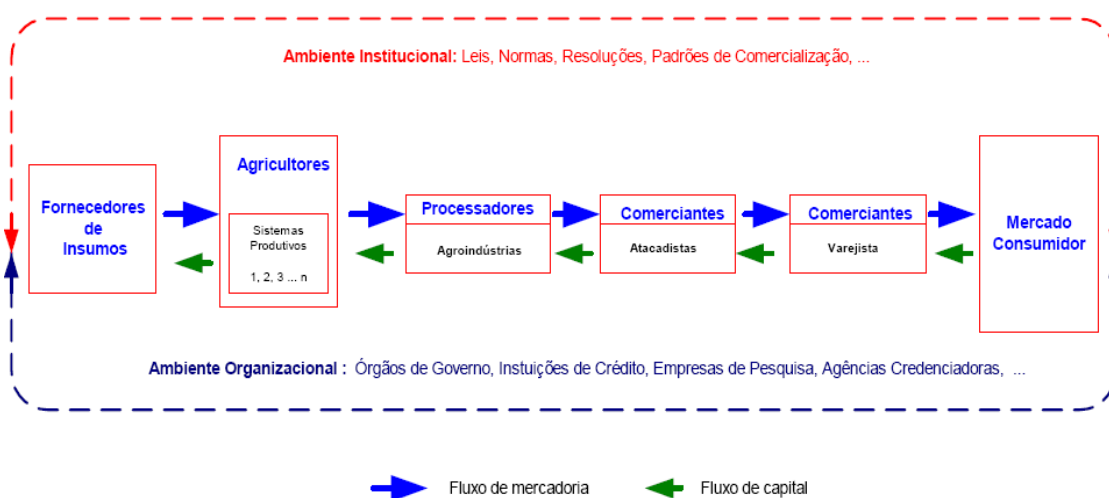 Ambiente Institucional: Leis, Normas, Resoluções, Padrões de Comercialização, ...
Fornecedores
de
Insumos
Agricultores
Sistemas
Produtivos
1, 2, 3 ... n
Processadores
Agroindústrias
Comerciantes
Atacadistas
Comerciantes
Varejista
Mercado
Consumidor
Ambiente Organizacional : Órgãos de Governo, Instuições de Crédito, Empresas de Pesquisa, Agências Credenciadoras, ...
Fluxo de mercadoria
Fluxo de capital